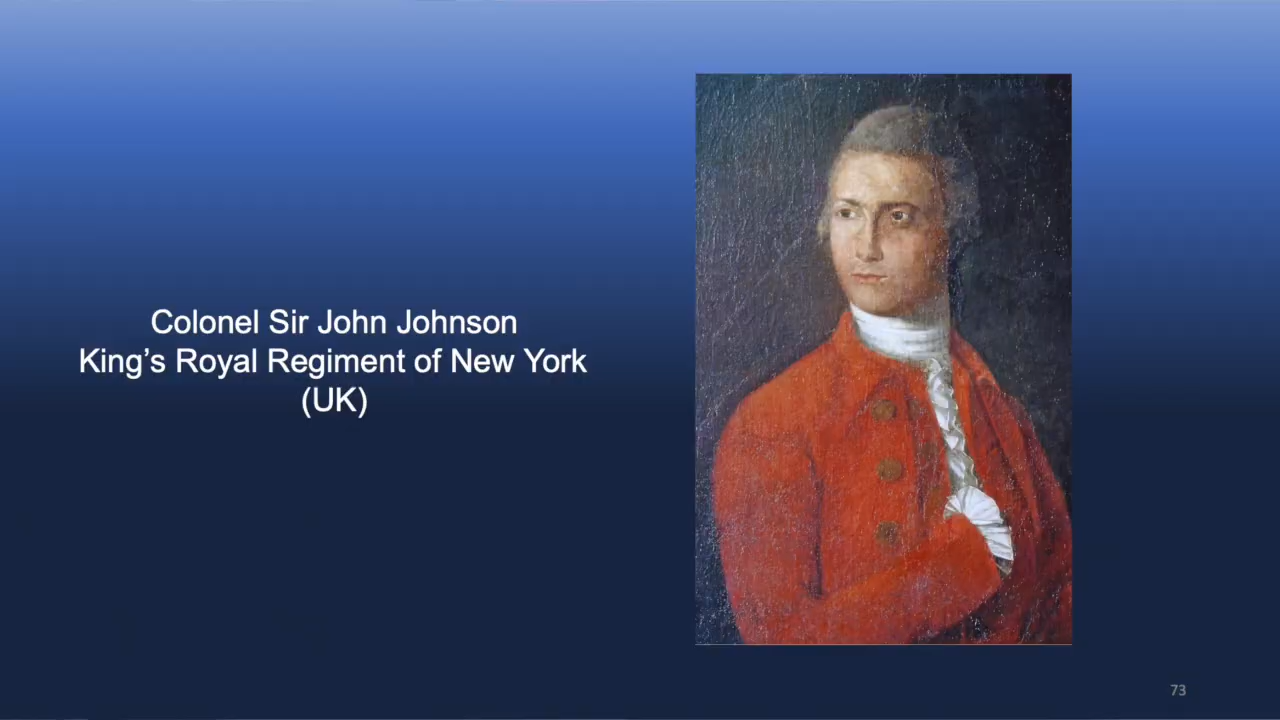 Colonel Sir John Johnson
King’s Royal Regiment of New York
(UK)
73